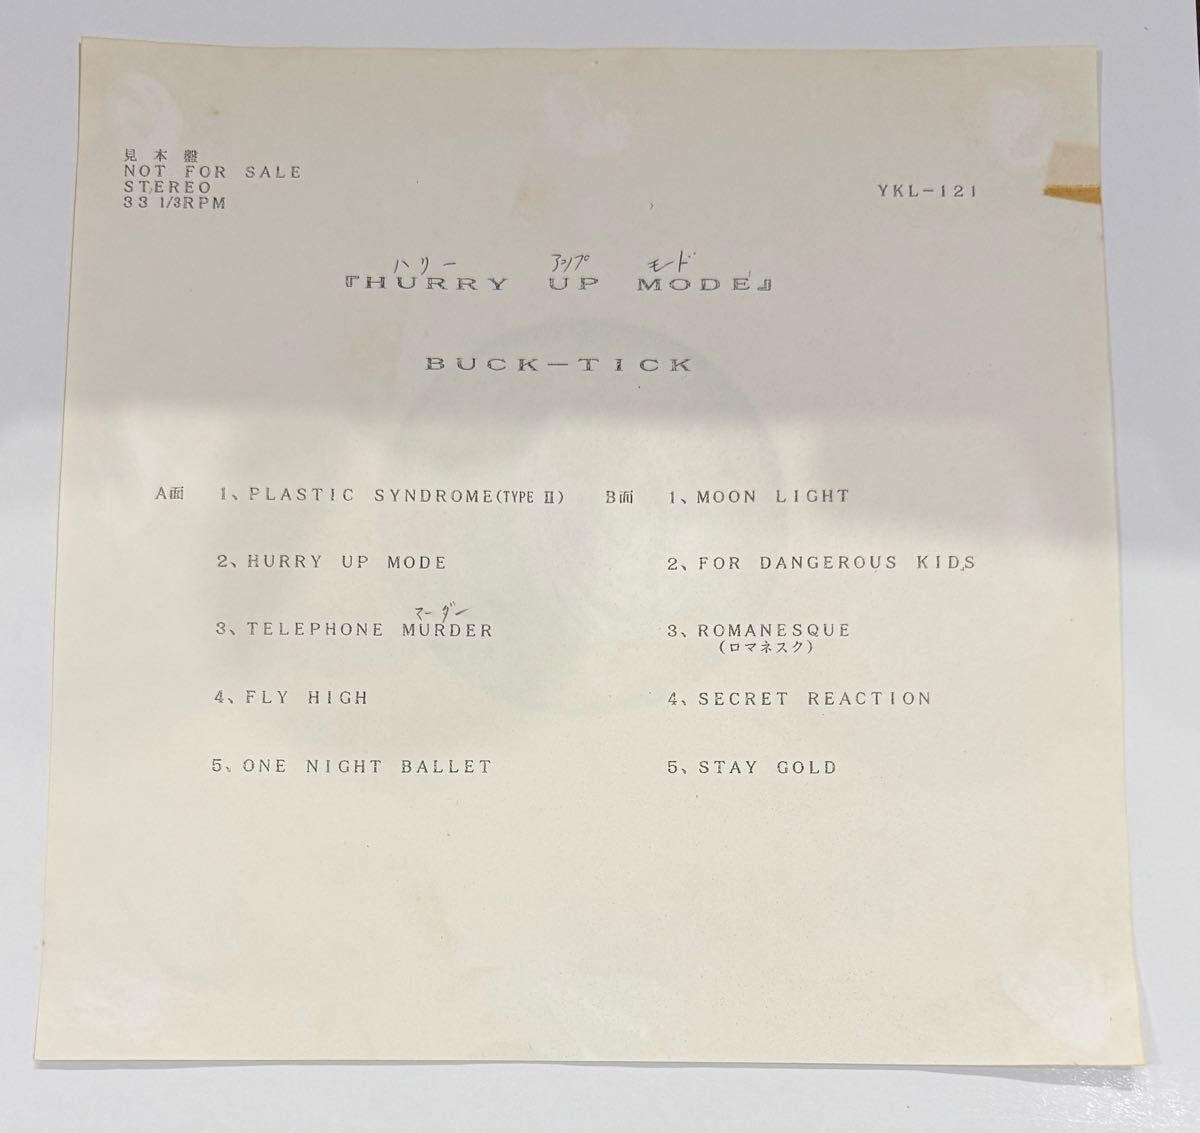 見本盤
NOT FOR SALE
STEREO
33 1/3RPM
YKL-121
ハリー アップ モード
『HURRY UP MODE』
BUCK-TICK
A面 1、PLASTIC SYNDROME(TYPE II) B面 1、MOON LIGHT
2、HURRY UP MODE 2、FOR DANGEROUS KIDS
マーダー
3、TELEPHONE MURDER 3、ROMANESQUE
(ロマネスク)
4、FLY HIGH 4、SECRET REACTION
5、ONE NIGHT BALLET 5、STAY GOLD